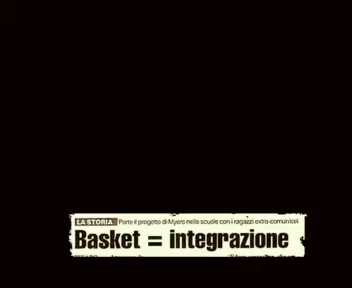 LA STORIA Parte il progetto di Myers nelle scuole con i ragazzi extra-comunitari
Basket = integrazione